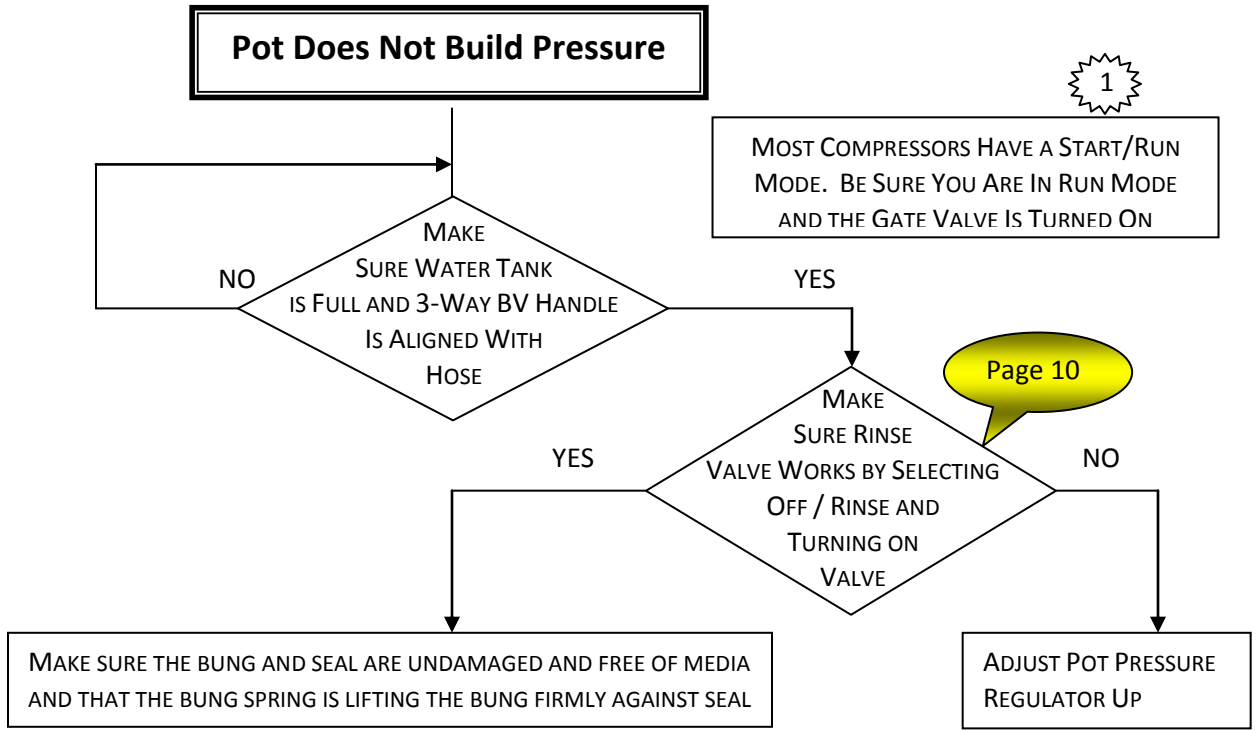 Pot Does Not Build Pressure
1
MOST COMPRESSORS HAVE A START/RUN
MODE. BE SURE YOU ARE IN RUN MODE
AND THE GATE VALVE IS TURNED ON
MAKE
SURE WATER TANK
IS FULL AND 3-WAY BV HANDLE
IS ALIGNED WITH
HOSE
NO
YES
Page 10
MAKE
SURE RINSE
VALVE WORKS BY SELECTING
OFF / RINSE AND
TURNING ON
VALVE
YES
NO
MAKE SURE THE BUNG AND SEAL ARE UNDAMAGED AND FREE OF MEDIA
AND THAT THE BUNG SPRING IS LIFTING THE BUNG FIRMLY AGAINST SEAL
ADJUST POT PRESSURE
REGULATOR UP